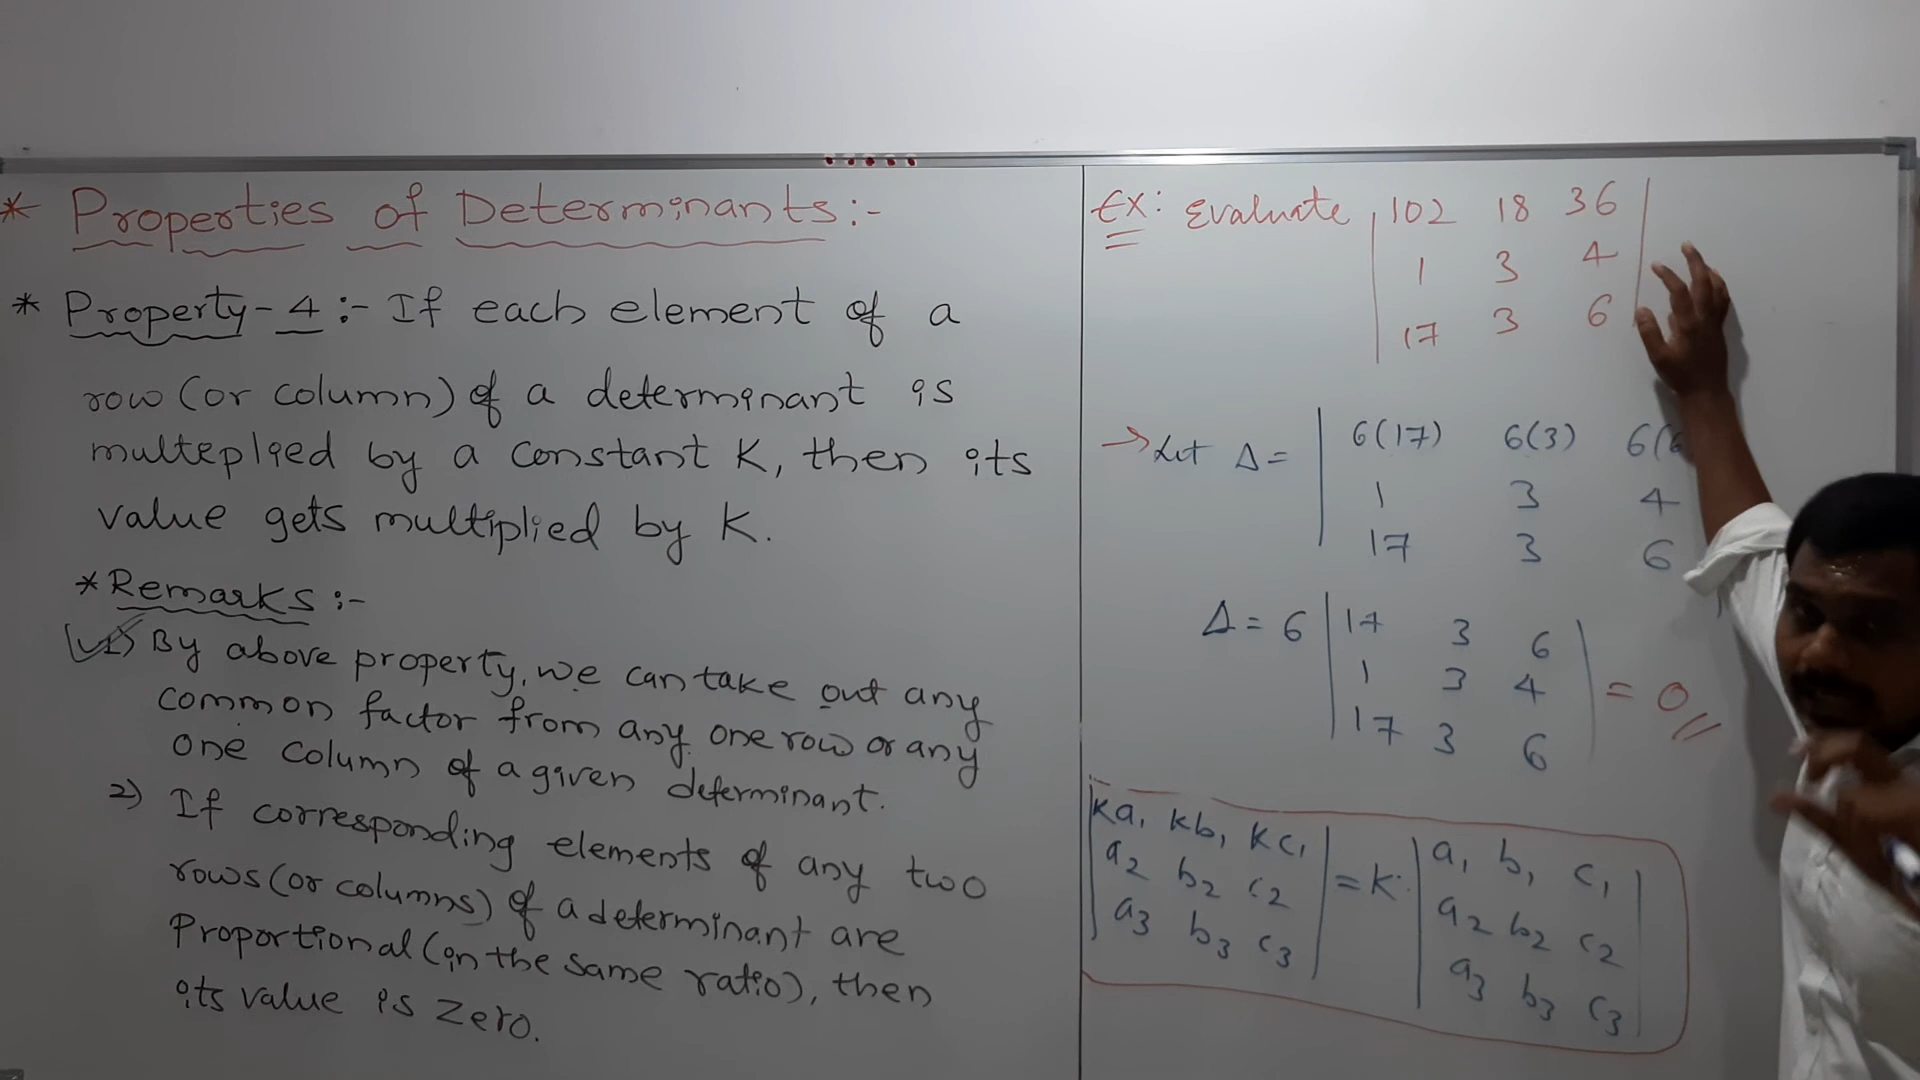 * Properties of Determinants:-
* Property-4:- If each element of a
row (or column) of a determinant is
multeplied by a constant K, then its
value gets multiplied by K.
* Remarks:-
1) By above property, we can take out any
common factor from any one row or any
one column of a given determinant.
2) If corresponding elements of any two
rows (or columns) of a determinant are
Proportional (in the same ratio), then
its value is Zero.
Ex: Evaluate | 102 18 36 |
1 3 4
17 3 6
→ Let Δ = | 6(17) 6(3) 6(6
1 3 4
17 3 6
Δ = 6 | 17 3 6 |
1 3 4 = 0 //
17 3 6
| ka₁ kb₁ kc₁ | = K. | a₁ b₁ c₁ |
a₂ b₂ c₂ a₂ b₂ c₂
a₃ b₃ c₃ a₃ b₃ c₃